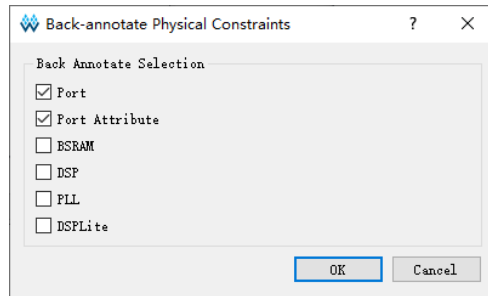 Back-annotate Physical Constraints ? ×
Back Annotate Selection
Port
Port Attribute
BSRAM
DSP
PLL
DSPLite
OK Cancel